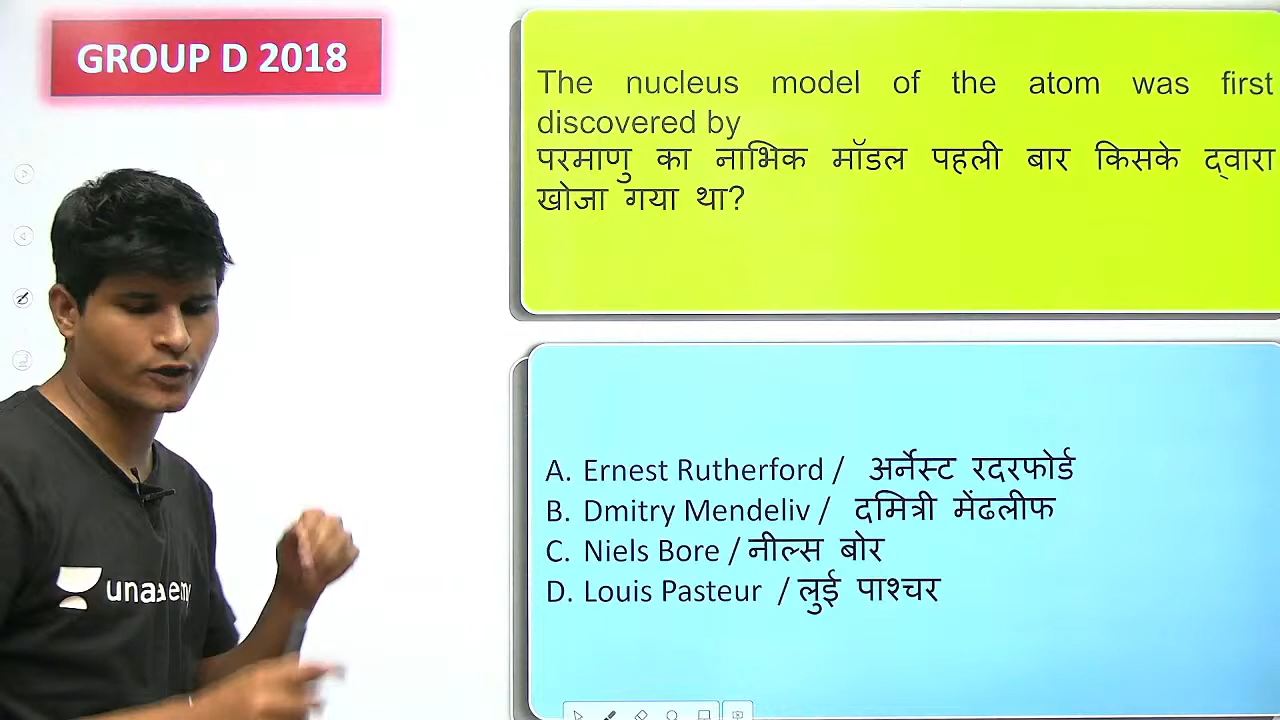 GROUP D 2018
The nucleus model of the atom was first
discovered by
परमाणु का नाभिक मॉडल पहली बार किसके द्वारा
खोजा गया था?
A. Ernest Rutherford / अर्नेस्ट रदरफोर्ड
B. Dmitry Mendeliv / दमित्री मेंढलीफ
C. Niels Bore / नील्स बोर
D. Louis Pasteur / लुई पाश्चर